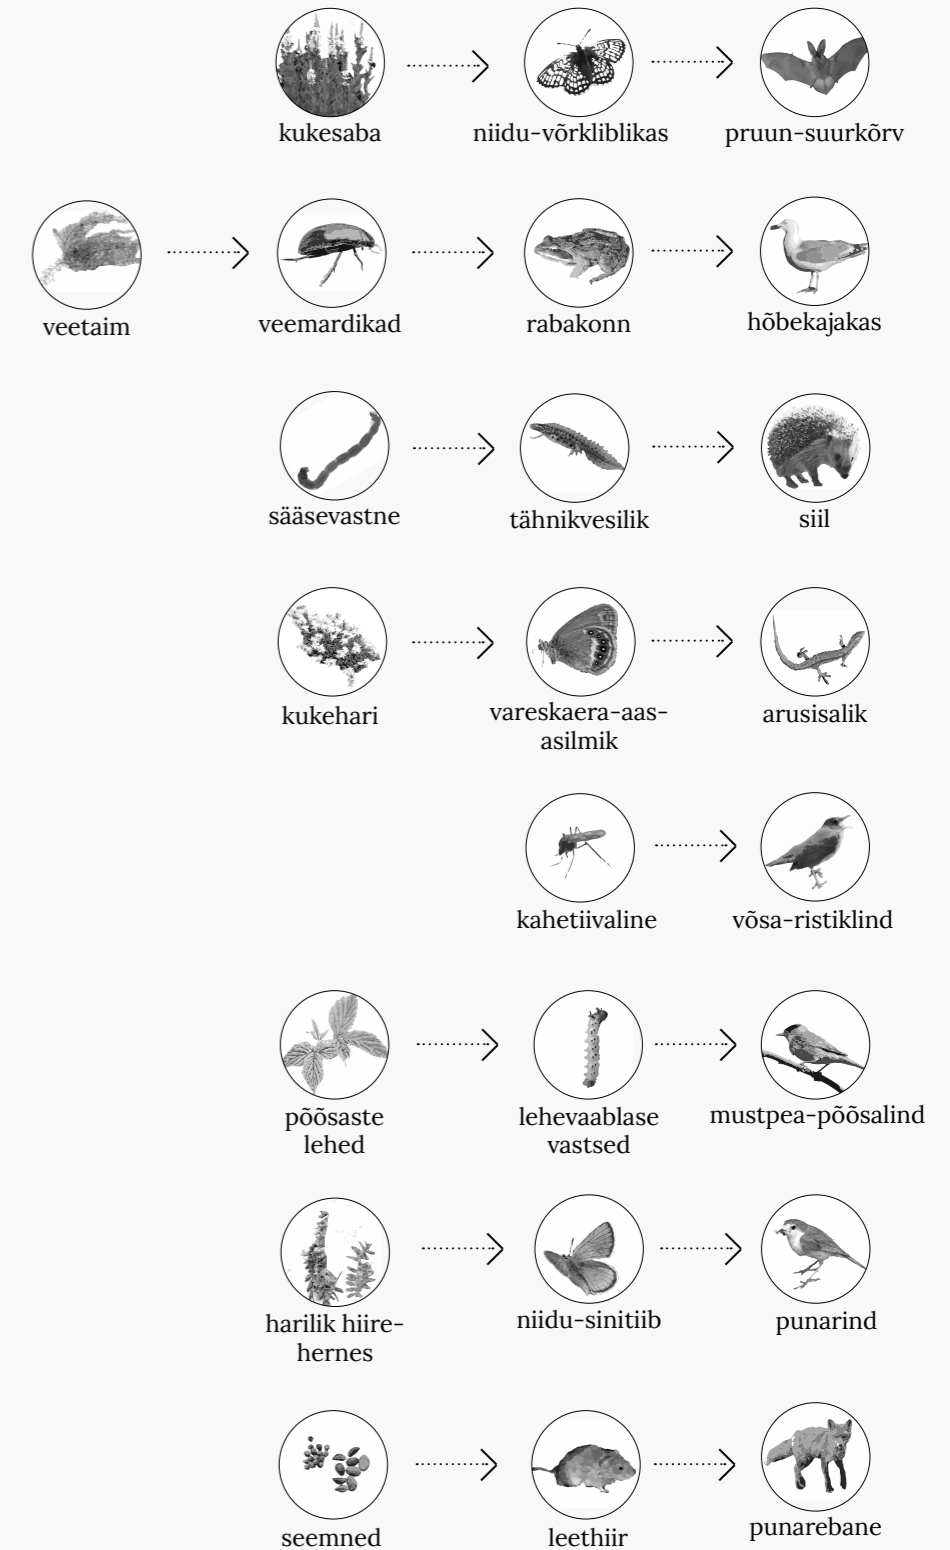 kukesaba
niidu-võrkliblikas
pruun-suurkõrv
veetaim
veemardikad
rabakonn
hõbekajakas
sääsevastne
tähnikvesilik
siil
kukehari
vareskaera-aas-
asilmik
arusisalik
kahetiivaline
võsa-ristiklind
põõsaste
lehed
lehevaablase
vastsed
mustpea-põõsalind
harilik hiire-
hernes
niidu-sinitiib
punarind
seemned
leethiir
punarebane